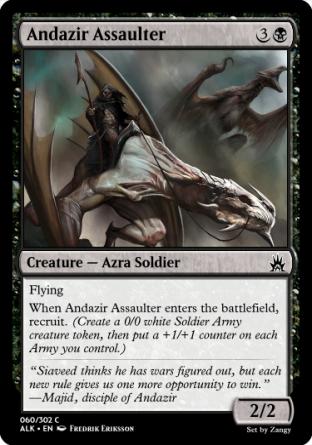 Andazir Assaulter 3
Creature — Azra Soldier
Flying
When Andazir Assaulter enters the battlefield,
recruit. (Create a 0/0 white Soldier Army
creature token, then put a +1/+1 counter on each
Army you control.)
“Siaveed thinks he has wars figured out, but each
new rule gives us one more opportunity to win.”
—Majid, disciple of Andazir
2/2
060/302 C
ALK • EN Fredrik Eriksson
Set by Zangy